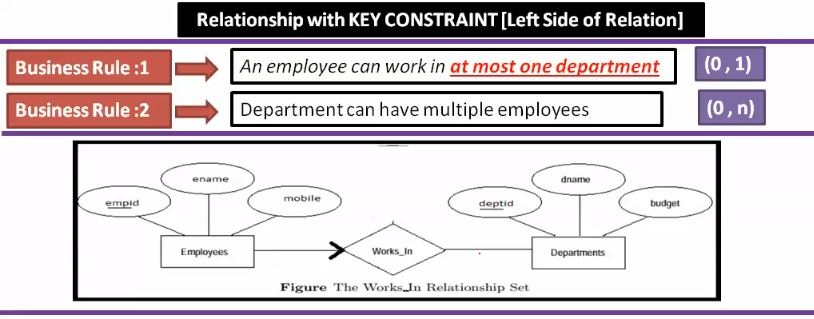 Relationship with KEY CONSTRAINT [Left Side of Relation]
Business Rule :1
An employee can work in at most one department
(0 , 1)
Business Rule :2
Department can have multiple employees
(0 , n)
ename
dname
empid
mobile
deptid
budget
Employees
Works_In
Departments
Figure The Works_In Relationship Set